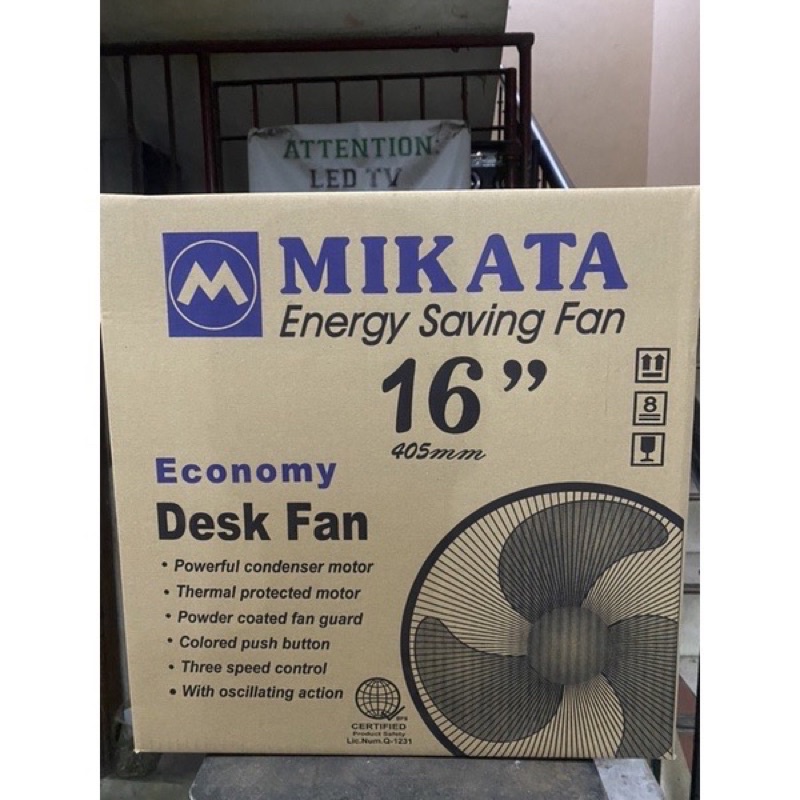 ATTENTION:
LED TV
MIKATA
Energy Saving Fan
16”
405mm
8
Economy
Desk Fan
• Powerful condenser motor
• Thermal protected motor
• Powder coated fan guard
• Colored push button
• Three speed control
• With oscillating action
BPS
CERTIFIED
Product Safety
Lic.Num.Q-1231